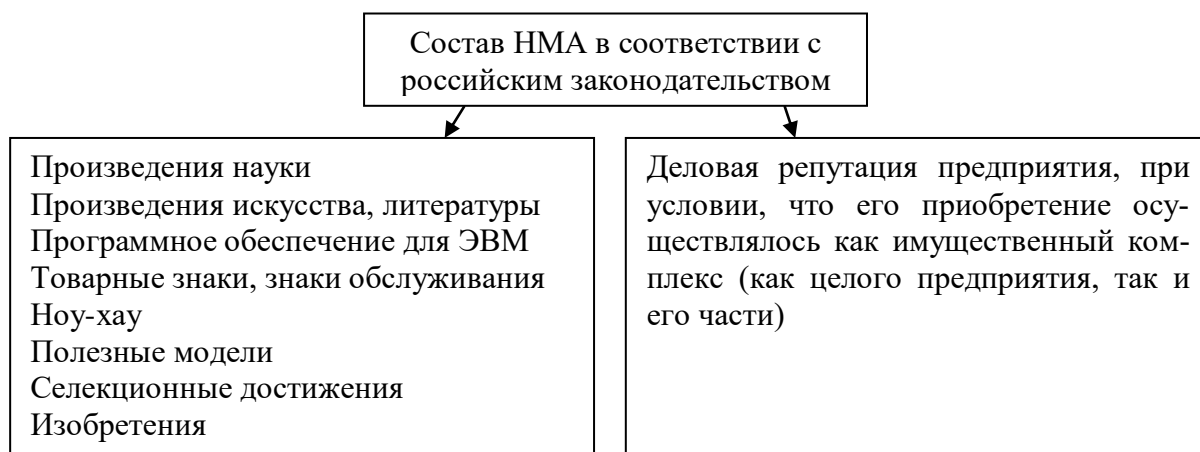 Состав НМА в соответствии с
российским законодательством
Произведения науки
Произведения искусства, литературы
Программное обеспечение для ЭВМ
Товарные знаки, знаки обслуживания
Ноу-хау
Полезные модели
Селекционные достижения
Изобретения
Деловая репутация предприятия, при
условии, что его приобретение осу-
ществлялось как имущественный ком-
плекс (как целого предприятия, так и
его части)